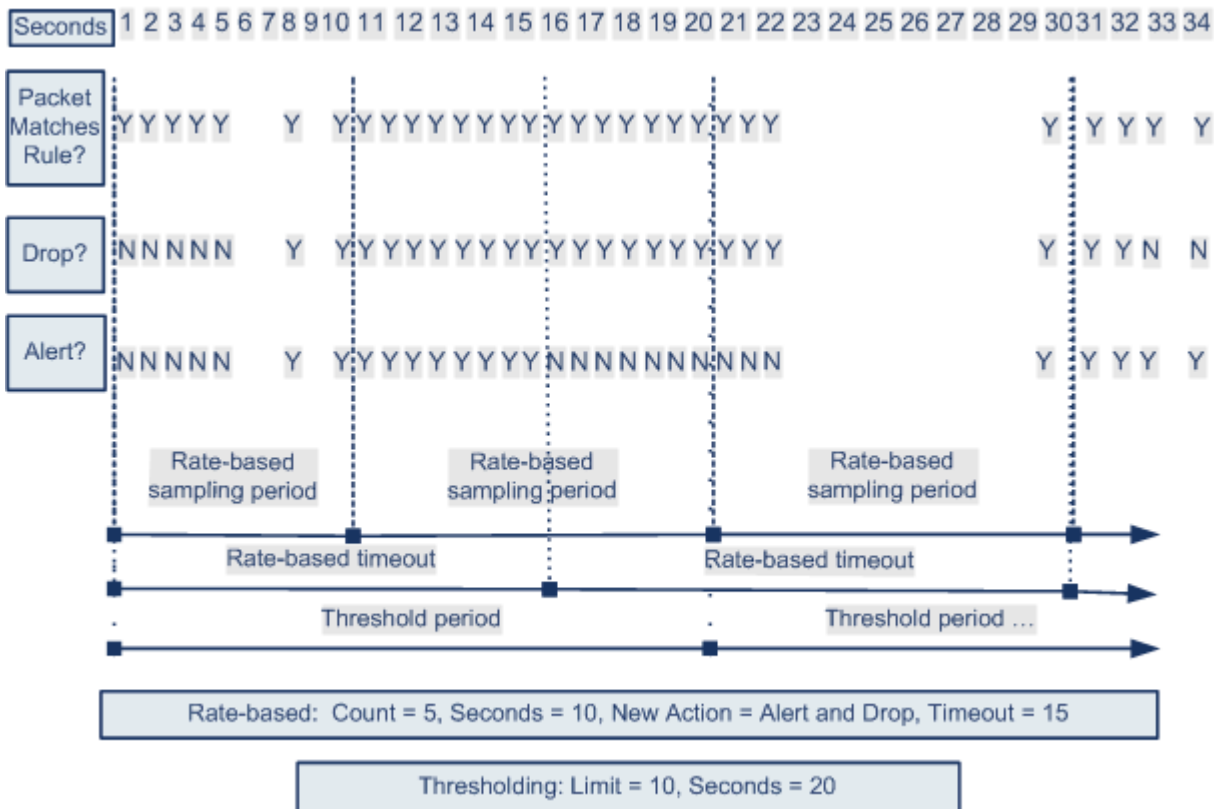 Seconds 1 2 3 4 5 6 7 8 9 10 11 12 13 14 15 16 17 18 19 20 21 22 23 24 25 26 27 28 29 30 31 32 33 34
Packet
Matches
Rule?
Y Y Y Y Y Y Y Y Y Y Y Y Y Y Y Y Y Y Y Y Y Y Y Y Y Y Y Y Y Y
Drop? N N N N N Y Y Y Y Y Y Y Y Y Y Y Y Y Y Y Y Y Y Y Y Y Y Y N N
Alert? N N N N N Y Y Y Y Y Y Y Y Y Y N N N N N N N N N N Y Y Y Y Y
Rate-based
sampling period
Rate-based
sampling period
Rate-based
sampling period
Rate-based timeout
Rate-based timeout
Threshold period
Threshold period ...
Rate-based: Count = 5, Seconds = 10, New Action = Alert and Drop, Timeout = 15
Thresholding: Limit = 10, Seconds = 20